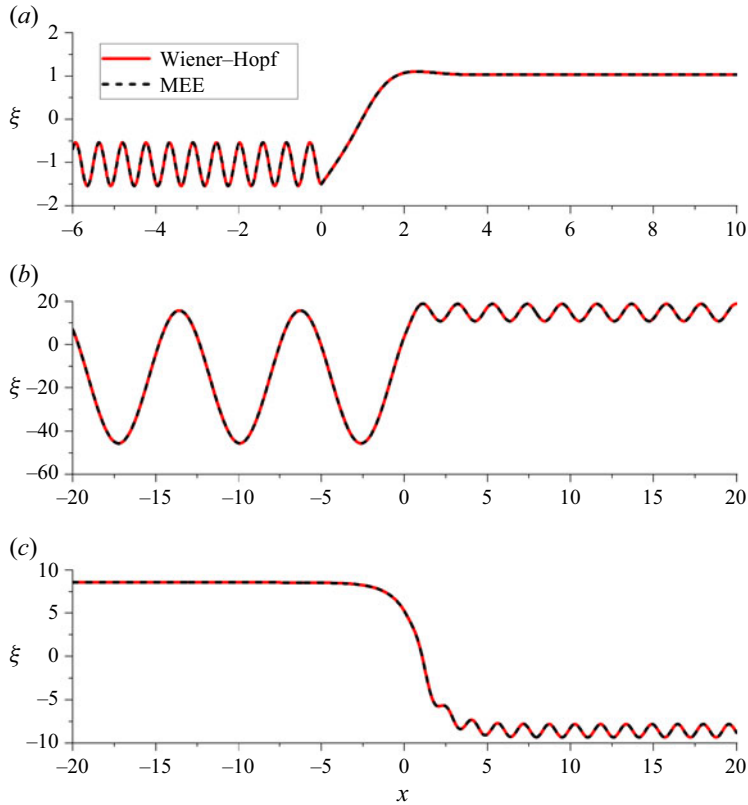 (a)
2
1
0
–1
–2
ξ
Wiener–Hopf
MEE
–6 –4 –2 0 2 4 6 8 10
(b)
20
0
–20
–40
–60
ξ
–20 –15 –10 –5 0 5 10 15 20
(c)
10
5
0
–5
–10
ξ
–20 –15 –10 –5 0 5 10 15 20
x